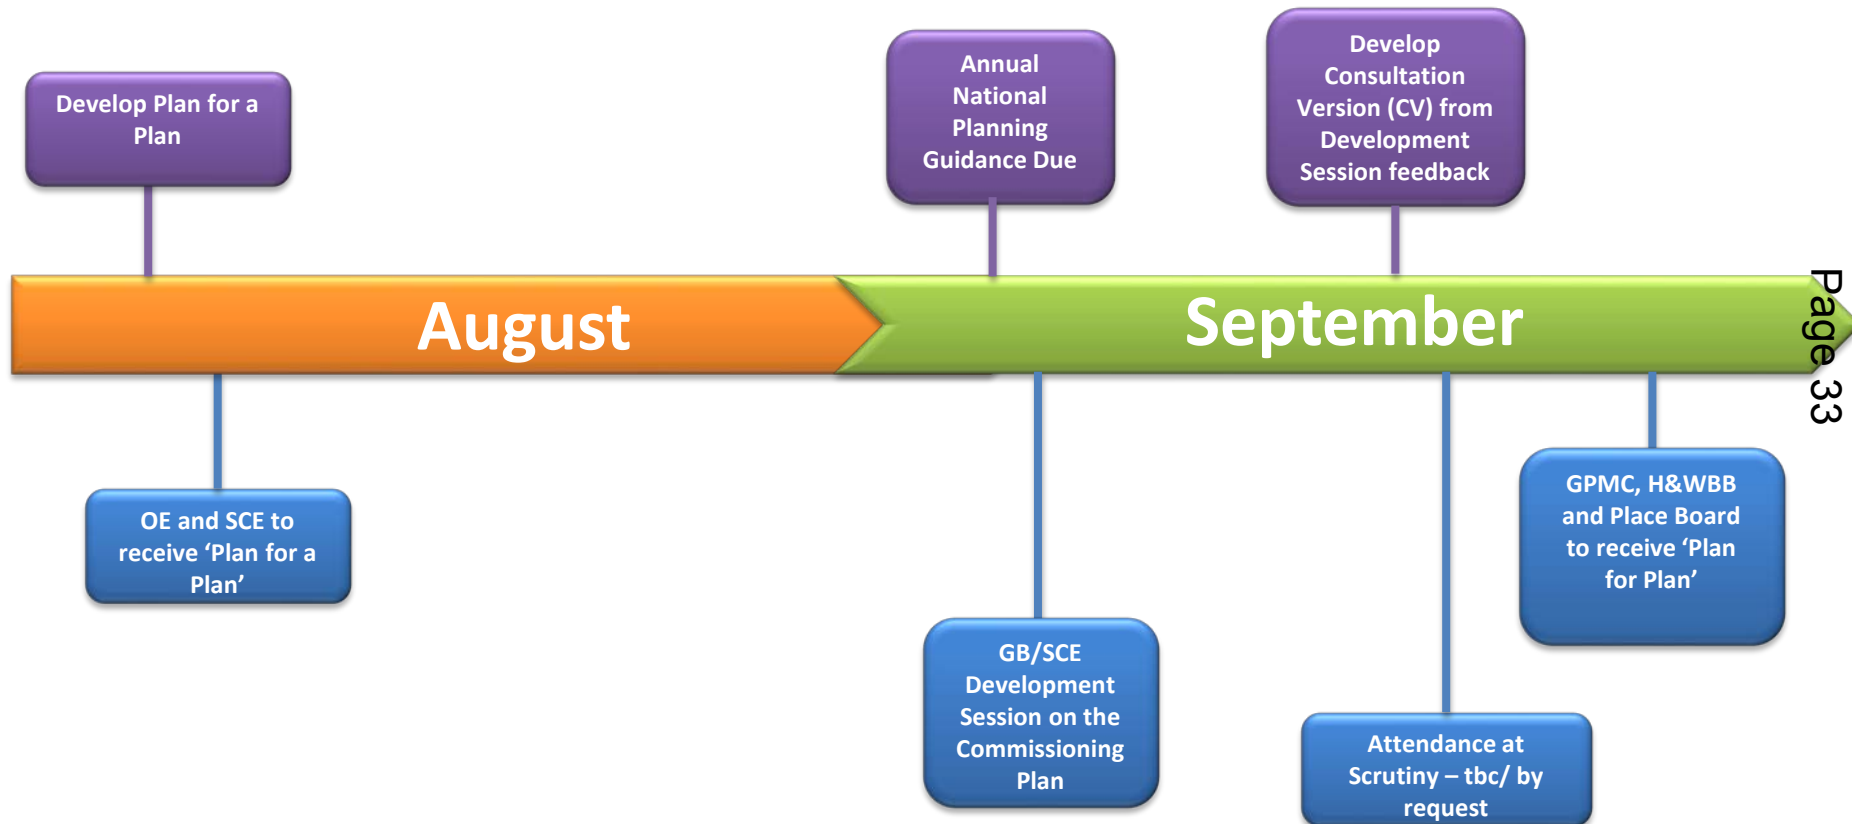 Develop Plan for a
Plan
Annual
National
Planning
Guidance Due
Develop
Consultation
Version (CV) from
Development
Session feedback
August
September
Page 33
OE and SCE to
receive ‘Plan for a
Plan’
GB/SCE
Development
Session on the
Commissioning
Plan
Attendance at
Scrutiny – tbc/ by
request
GPMC, H&WBB
and Place Board
to receive ‘Plan
for Plan’